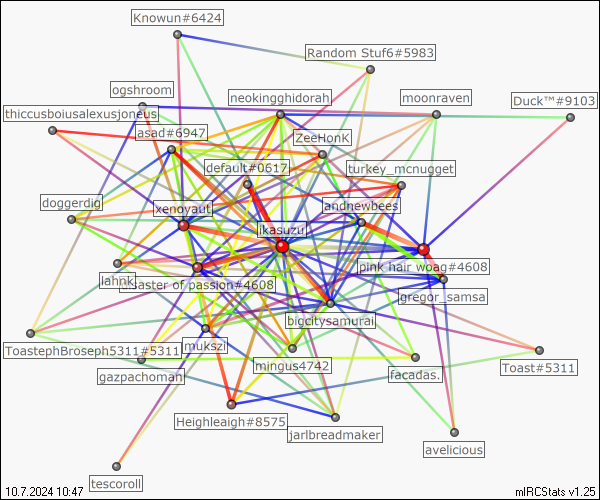 Knowun#6424
Random Stuf6#5983
ogshroom
neokingghidorah
moonraven
Duck™#9103
thiccusboiusalexusjoneus
asad#6947
ZeeHonK
default#0617
turkey_mcnugget
doggerdig
xenoyaut
andnewbees
ikasuzu
pink hair woag#4608
lahnk
aster of passion#4608
gregor_samsa
bigcitysamurai
ToastephBroseph5311#5311
mukszi
mingus4742
facadas.
Toast#5311
gazpachomah
Heighleaigh#8575
jarlbreadmaker
avelicious
tescoroll
10.7.2024 10:47
mIRCStats v1.25